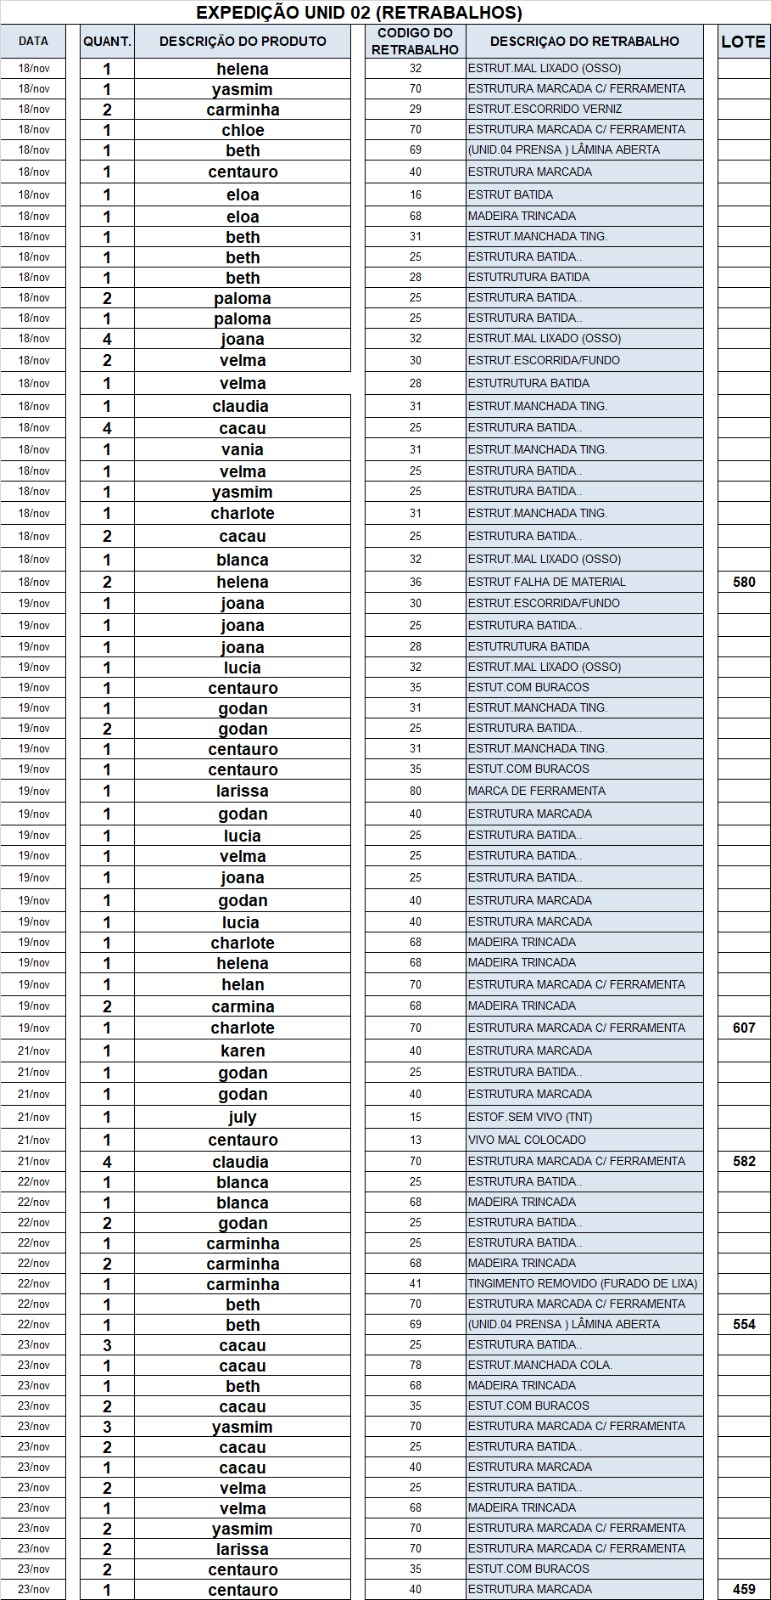 EXPEDIÇÃO UNID 02 (RETRABALHOS)
DATA QUANT. DESCRIÇÃO DO PRODUTO CODIGO DO RETRABALHO DESCRIÇAO DO RETRABALHO LOTE
18/nov 1 helena 32 ESTRUT.MAL LIXADO (OSSO)
18/nov 1 yasmim 70 ESTRUTURA MARCADA C/ FERRAMENTA
18/nov 2 carminha 29 ESTRUT.ESCORRIDO VERNIZ
18/nov 1 chloe 70 ESTRUTURA MARCADA C/ FERRAMENTA
18/nov 1 beth 69 (UNID.04 PRENSA ) LÂMINA ABERTA
18/nov 1 centauro 40 ESTRUTURA MARCADA
18/nov 1 eloa 16 ESTRUT BATIDA
18/nov 1 eloa 68 MADEIRA TRINCADA
18/nov 1 beth 31 ESTRUT.MANCHADA TING.
18/nov 1 beth 25 ESTRUTURA BATIDA..
18/nov 1 beth 28 ESTUTRUTURA BATIDA
18/nov 2 paloma 25 ESTRUTURA BATIDA..
18/nov 1 paloma 25 ESTRUTURA BATIDA..
18/nov 4 joana 32 ESTRUT.MAL LIXADO (OSSO)
18/nov 2 velma 30 ESTRUT.ESCORRIDA/FUNDO
18/nov 1 velma 28 ESTUTRUTURA BATIDA
18/nov 1 claudia 31 ESTRUT.MANCHADA TING.
18/nov 4 cacau 25 ESTRUTURA BATIDA..
18/nov 1 vania 31 ESTRUT.MANCHADA TING.
18/nov 1 velma 25 ESTRUTURA BATIDA..
18/nov 1 yasmim 25 ESTRUTURA BATIDA..
18/nov 1 charlote 31 ESTRUT.MANCHADA TING.
18/nov 2 cacau 25 ESTRUTURA BATIDA..
18/nov 1 blanca 32 ESTRUT.MAL LIXADO (OSSO)
18/nov 2 helena 36 ESTRUT FALHA DE MATERIAL 580
19/nov 1 joana 30 ESTRUT.ESCORRIDA/FUNDO
19/nov 1 joana 25 ESTRUTURA BATIDA..
19/nov 1 joana 28 ESTUTRUTURA BATIDA
19/nov 1 lucia 32 ESTRUT.MAL LIXADO (OSSO)
19/nov 1 centauro 35 ESTUT.COM BURACOS
19/nov 1 godan 31 ESTRUT.MANCHADA TING.
19/nov 2 godan 25 ESTRUTURA BATIDA..
19/nov 1 centauro 31 ESTRUT.MANCHADA TING.
19/nov 1 centauro 35 ESTUT.COM BURACOS
19/nov 1 larissa 80 MARCA DE FERRAMENTA
19/nov 1 godan 40 ESTRUTURA MARCADA
19/nov 1 lucia 25 ESTRUTURA BATIDA..
19/nov 1 velma 25 ESTRUTURA BATIDA..
19/nov 1 joana 25 ESTRUTURA BATIDA..
19/nov 1 godan 40 ESTRUTURA MARCADA
19/nov 1 lucia 40 ESTRUTURA MARCADA
19/nov 1 charlote 68 MADEIRA TRINCADA
19/nov 1 helena 68 MADEIRA TRINCADA
19/nov 1 helan 70 ESTRUTURA MARCADA C/ FERRAMENTA
19/nov 2 carmina 68 MADEIRA TRINCADA
19/nov 1 charlote 70 ESTRUTURA MARCADA C/ FERRAMENTA 607
21/nov 1 karen 40 ESTRUTURA MARCADA
21/nov 1 godan 25 ESTRUTURA BATIDA..
21/nov 1 godan 40 ESTRUTURA MARCADA
21/nov 1 july 15 ESTOF.SEM VIVO (TNT)
21/nov 1 centauro 13 VIVO MAL COLOCADO
21/nov 4 claudia 70 ESTRUTURA MARCADA C/ FERRAMENTA 582
22/nov 1 blanca 25 ESTRUTURA BATIDA..
22/nov 1 blanca 68 MADEIRA TRINCADA
22/nov 2 godan 25 ESTRUTURA BATIDA..
22/nov 1 carminha 25 ESTRUTURA BATIDA..
22/nov 2 carminha 68 MADEIRA TRINCADA
22/nov 1 carminha 41 TINGIMENTO REMOVIDO (FURADO DE LIXA)
22/nov 1 beth 70 ESTRUTURA MARCADA C/ FERRAMENTA
22/nov 1 beth 69 (UNID.04 PRENSA ) LÂMINA ABERTA 554
23/nov 3 cacau 25 ESTRUTURA BATIDA..
23/nov 1 cacau 78 ESTRUT.MANCHADA COLA.
23/nov 1 beth 68 MADEIRA TRINCADA
23/nov 2 cacau 35 ESTUT.COM BURACOS
23/nov 3 yasmim 70 ESTRUTURA MARCADA C/ FERRAMENTA
23/nov 2 cacau 25 ESTRUTURA BATIDA..
23/nov 1 cacau 40 ESTRUTURA MARCADA
23/nov 2 velma 25 ESTRUTURA BATIDA..
23/nov 1 velma 68 MADEIRA TRINCADA
23/nov 2 yasmim 70 ESTRUTURA MARCADA C/ FERRAMENTA
23/nov 2 larissa 70 ESTRUTURA MARCADA C/ FERRAMENTA
23/nov 2 centauro 35 ESTUT.COM BURACOS
23/nov 1 centauro 40 ESTRUTURA MARCADA 459